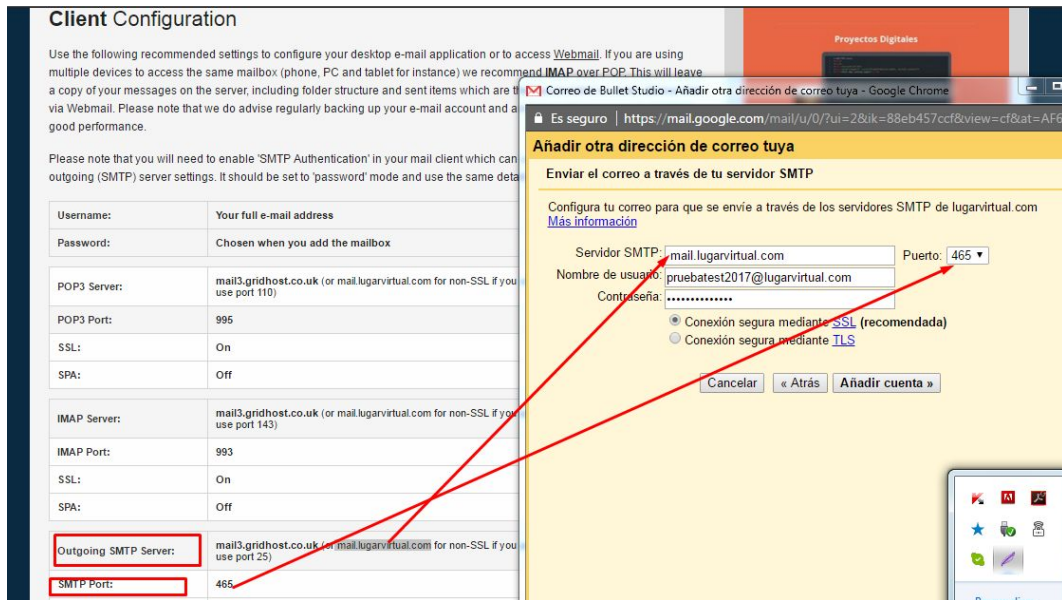 Client Configuration
Use the following recommended settings to configure your desktop e-mail application or to access Webmail. If you are using
multiple devices to access the same mailbox (phone, PC and tablet for instance) we recommend IMAP over POP. This will leave
a copy of your messages on the server, including folder structure and sent items which are
via Webmail. Please note that we do advise regularly backing up your e-mail account and
good performance.
Please note that you will need to enable 'SMTP Authentication' in your mail client which can
outgoing (SMTP) server settings. It should be set to 'password' mode and use the same
Username: Your full e-mail address
Password: Chosen when you add the mailbox
POP3 Server: mail3.gridhost.co.uk (or mail.lugarvirtual.com for non-SSL if you
use port 110)
POP3 Port: 995
SSL: On
SPA: Off
IMAP Server: mail3.gridhost.co.uk (or mail.lugarvirtual.com for non-SSL if you
use port 143)
IMAP Port: 993
SSL: On
SPA: Off
Outgoing SMTP Server: mail3.gridhost.co.uk (or mail.lugarvirtual.com for non-SSL if you
use port 25)
SMTP Port: 465
Proyectos Digitales
Correo de Bullet Studio - Añadir otra dirección de correo tuya - Google Chrome
Es seguro | https://mail.google.com/mail/u/0/?ui=2&ik=88eb457ccf&view=cf&at=AF6
Añadir otra dirección de correo tuya
Enviar el correo a través de tu servidor SMTP
Configura tu correo para que se envíe a través de los servidores SMTP de lugarvirtual.com
Más información
Servidor SMTP: mail.lugarvirtual.com Puerto: 465
Nombre de usuario: pruebatest2017@lugarvirtual.com
Contraseña: ••••••••••••••
Conexión segura mediante SSL (recomendada)
Conexión segura mediante TLS
Cancelar « Atrás Añadir cuenta »